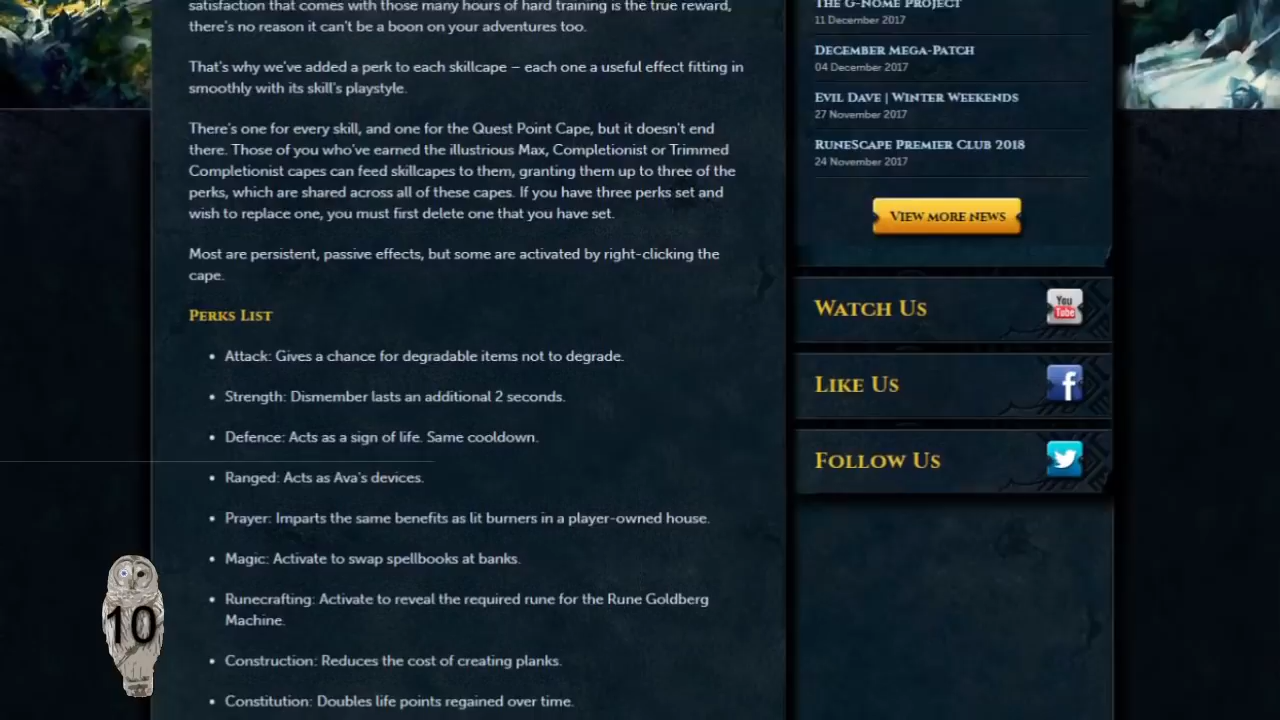 satisfaction that comes with those many hours of hard training is the true reward,
there's no reason it can't be a boon on your adventures too.
That's why we've added a perk to each skillcape – each one a useful effect fitting in
smoothly with its skill's playstyle.
There's one for every skill, and one for the Quest Point Cape, but it doesn't end
there. Those of you who've earned the illustrious Max, Completionist or Trimmed
Completionist capes can feed skillcapes to them, granting them up to three of the
perks, which are shared across all of these capes. If you have three perks set and
wish to replace one, you must first delete one that you have set.
Most are persistent, passive effects, but some are activated by right-clicking the
cape.
Perks List
• Attack: Gives a chance for degradable items not to degrade.
• Strength: Dismember lasts an additional 2 seconds.
• Defence: Acts as a sign of life. Same cooldown.
• Ranged: Acts as Ava's devices.
• Prayer: Imparts the same benefits as lit burners in a player-owned house.
• Magic: Activate to swap spellbooks at banks.
• Runecrafting: Activate to reveal the required rune for the Rune Goldberg
Machine.
• Construction: Reduces the cost of creating planks.
• Constitution: Doubles life points regained over time.
10
The G-Nome Project
11 December 2017
December Mega-Patch
04 December 2017
Evil Dave | Winter Weekends
27 November 2017
RuneScape Premier Club 2018
24 November 2017
View more news
Watch Us
You
Tube
Like Us
f
Follow Us